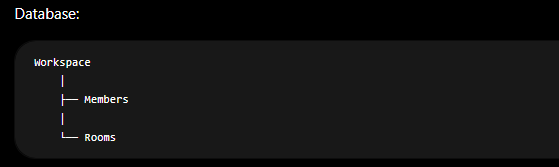 Database:
Workspace
│
├── Members
│
└── Rooms